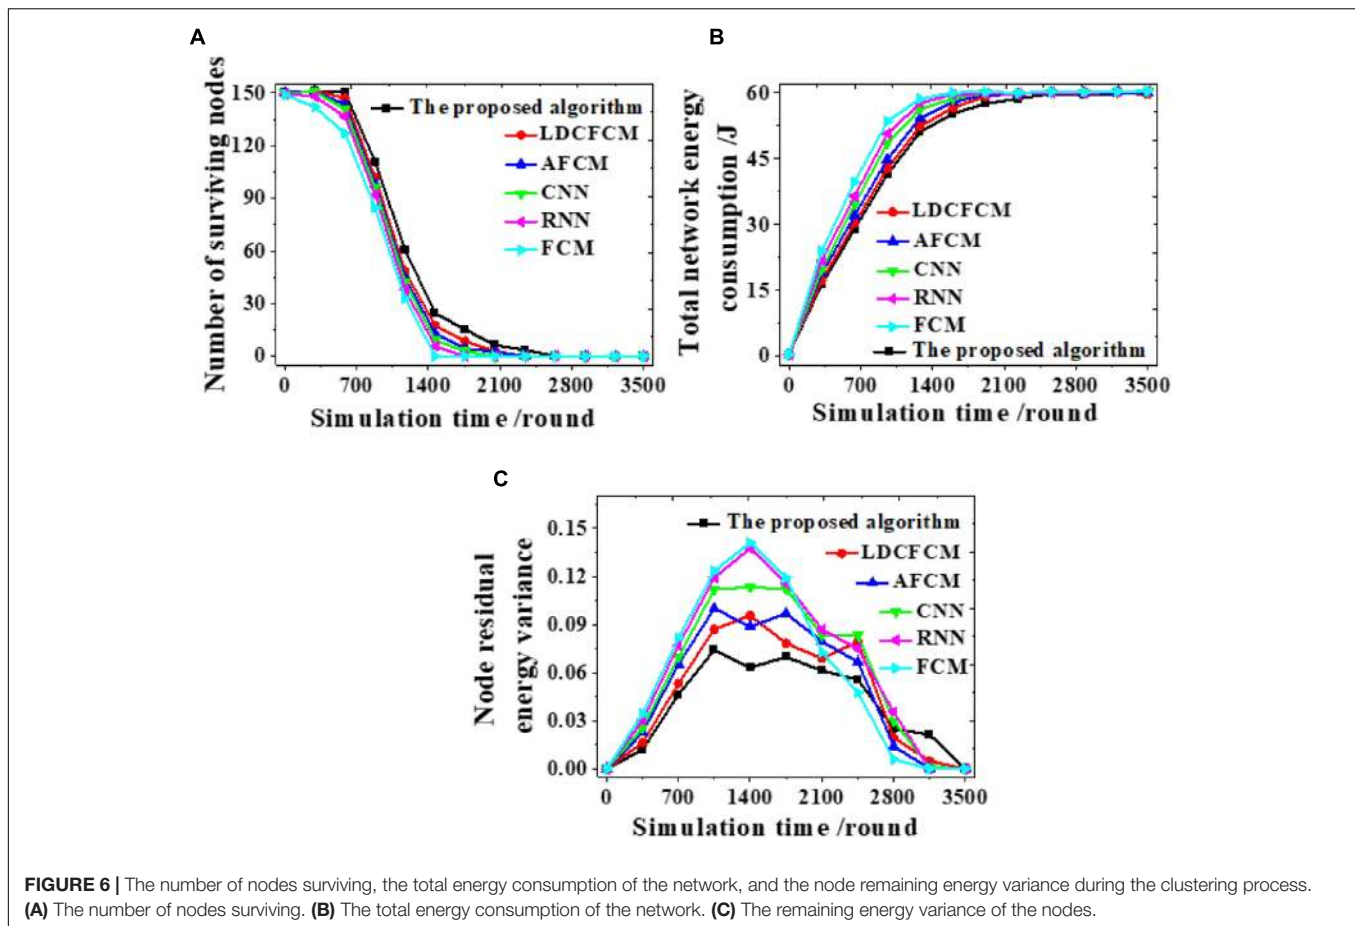 A
Number of surviving nodes
150
120
90
60
30
0
The proposed algorithm
LDCFCM
AFCM
CNN
RNN
FCM
0 700 1400 2100 2800 3500
Simulation time /round
B
Total network energy
consumption /J
60
45
30
15
0
LDCFCM
AFCM
CNN
RNN
FCM
The proposed algorithm
0 700 1400 2100 2800 3500
Simulation time /round
C
Node residual
energy variance
0.15
0.12
0.09
0.06
0.03
0.00
The proposed algorithm
LDCFCM
AFCM
CNN
RNN
FCM
0 700 1400 2100 2800 3500
Simulation time /round
FIGURE 6 | The number of nodes surviving, the total energy consumption of the network, and the node remaining energy variance during the clustering process.
(A) The number of nodes surviving. (B) The total energy consumption of the network. (C) The remaining energy variance of the nodes.